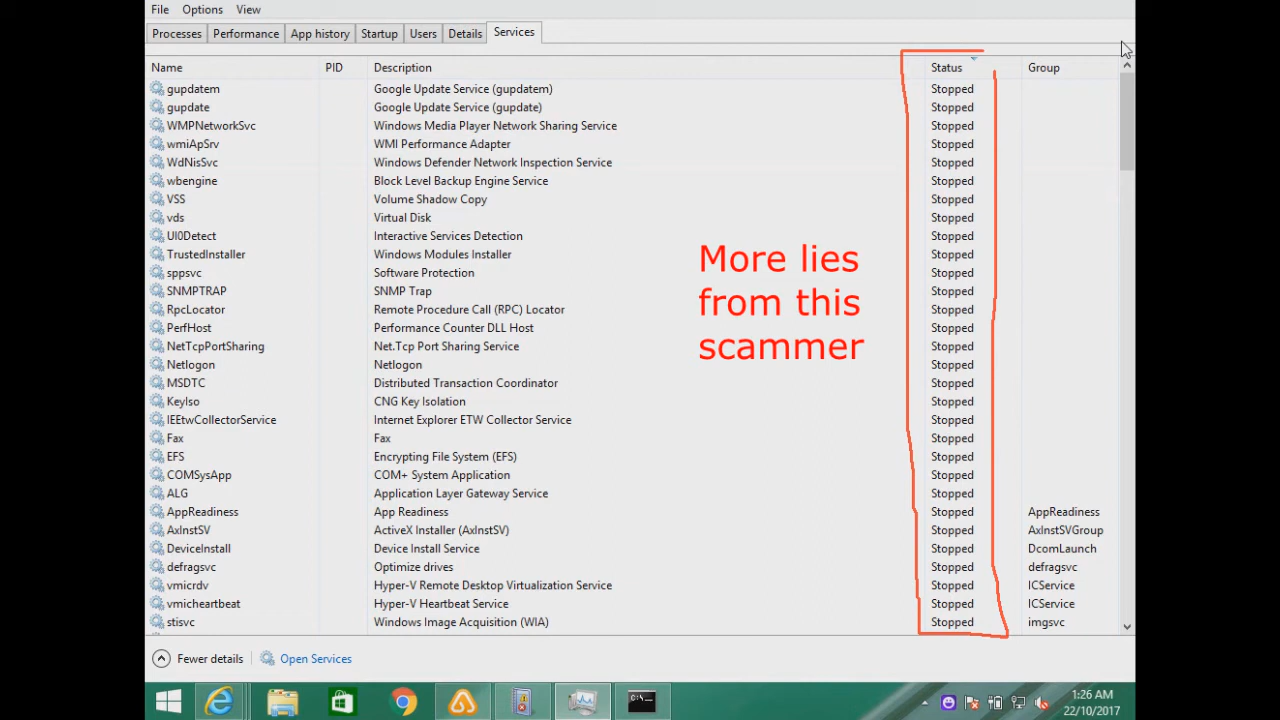 File Options View
Processes Performance App history Startup Users Details Services
Name PID Description Status Group
gupdatem Google Update Service (gupdatem) Stopped
gupdate Google Update Service (gupdate) Stopped
WMPNetworkSvc Windows Media Player Network Sharing Service Stopped
wmiApSrv WMI Performance Adapter Stopped
WdNisSvc Windows Defender Network Inspection Service Stopped
wbengine Block Level Backup Engine Service Stopped
VSS Volume Shadow Copy Stopped
vds Virtual Disk Stopped
UI0Detect Interactive Services Detection Stopped
TrustedInstaller Windows Modules Installer Stopped
sppsvc Software Protection Stopped
SNMPTRAP SNMP Trap Stopped
RpcLocator Remote Procedure Call (RPC) Locator Stopped
PerfHost Performance Counter DLL Host Stopped
NetTcpPortSharing Net.Tcp Port Sharing Service Stopped
Netlogon Netlogon Stopped
MSDTC Distributed Transaction Coordinator Stopped
KeyIso CNG Key Isolation Stopped
IEEtwCollectorService Internet Explorer ETW Collector Service Stopped
Fax Fax Stopped
EFS Encrypting File System (EFS) Stopped
COMSysApp COM+ System Application Stopped
ALG Application Layer Gateway Service Stopped
AppReadiness App Readiness Stopped AppReadiness
AxInstSV ActiveX Installer (AxInstSV) Stopped AxInstSVGroup
DeviceInstall Device Install Service Stopped DcomLaunch
defragsvc Optimize drives Stopped defragsvc
vmicrdv Hyper-V Remote Desktop Virtualization Service Stopped ICService
vmicheartbeat Hyper-V Heartbeat Service Stopped ICService
stisvc Windows Image Acquisition (WIA) Stopped imgsvc
More lies
from this
scammer
Fewer details Open Services
1:26 AM
22/10/2017